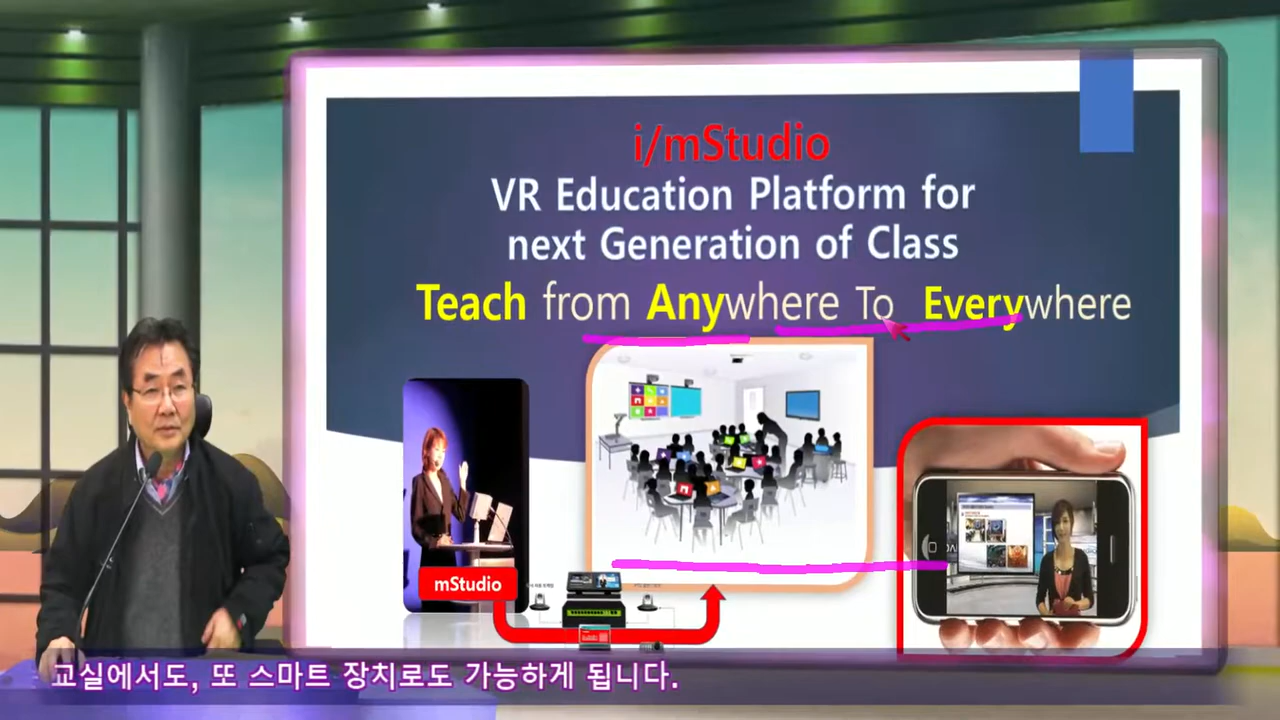 i/mStudio
VR Education Platform for
next Generation of Class
Teach from Anywhere To Everywhere
mStudio
교실에서도, 또 스마트 장치로도 가능하게 됩니다.